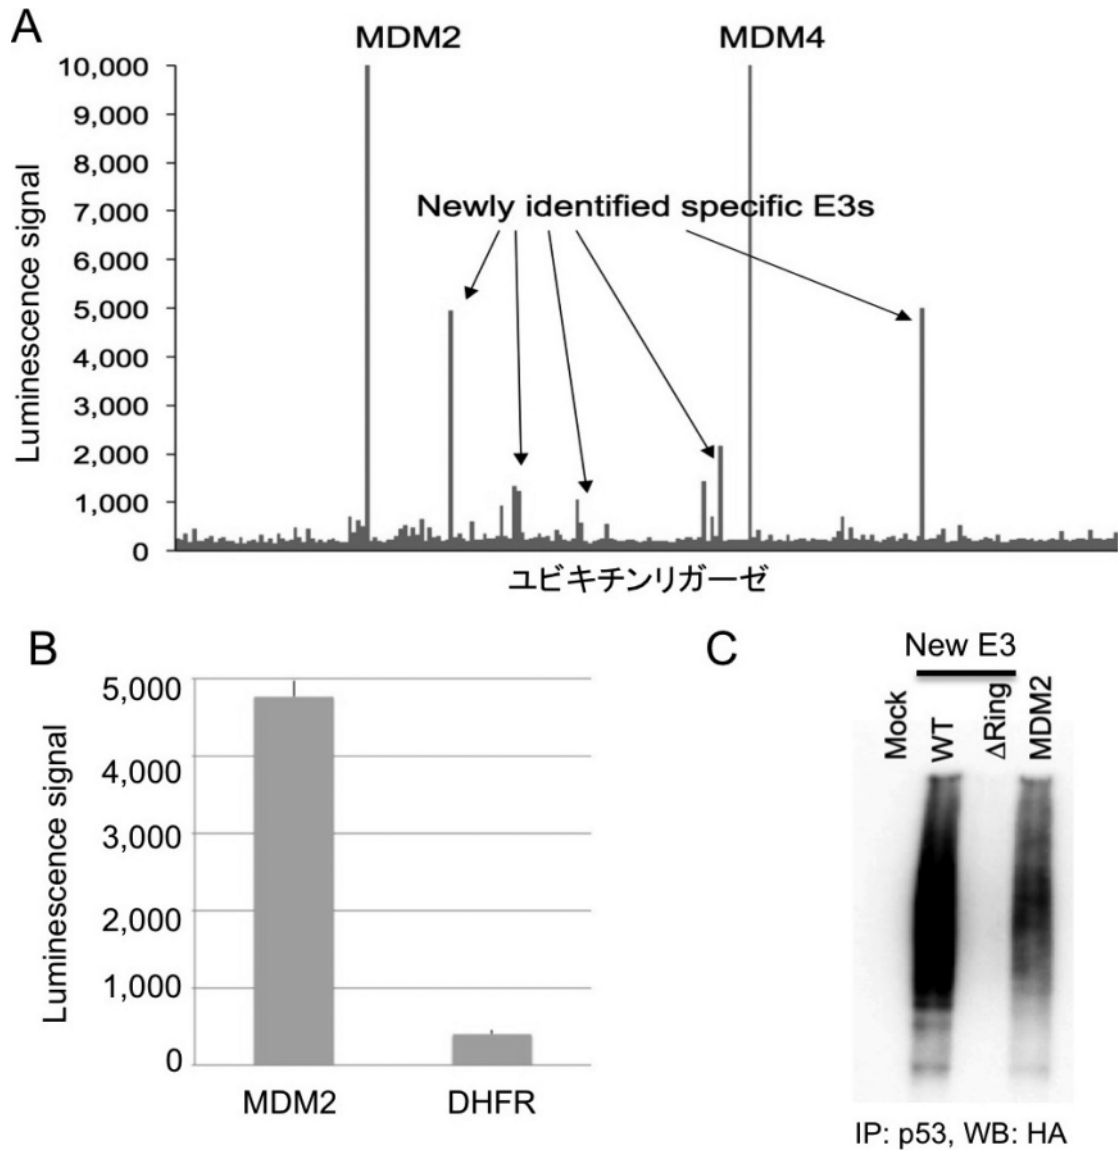 A
MDM2
MDM4
10,000
9,000
8,000
7,000
6,000
5,000
4,000
3,000
2,000
1,000
0
Luminescence signal
Newly identified specific E3s
ユビキチンリガーゼ
B
5,000
4,000
3,000
2,000
1,000
0
Luminescence signal
MDM2
DHFR
C
New E3
Mock
WT
ΔRing
MDM2
IP: p53, WB: HA